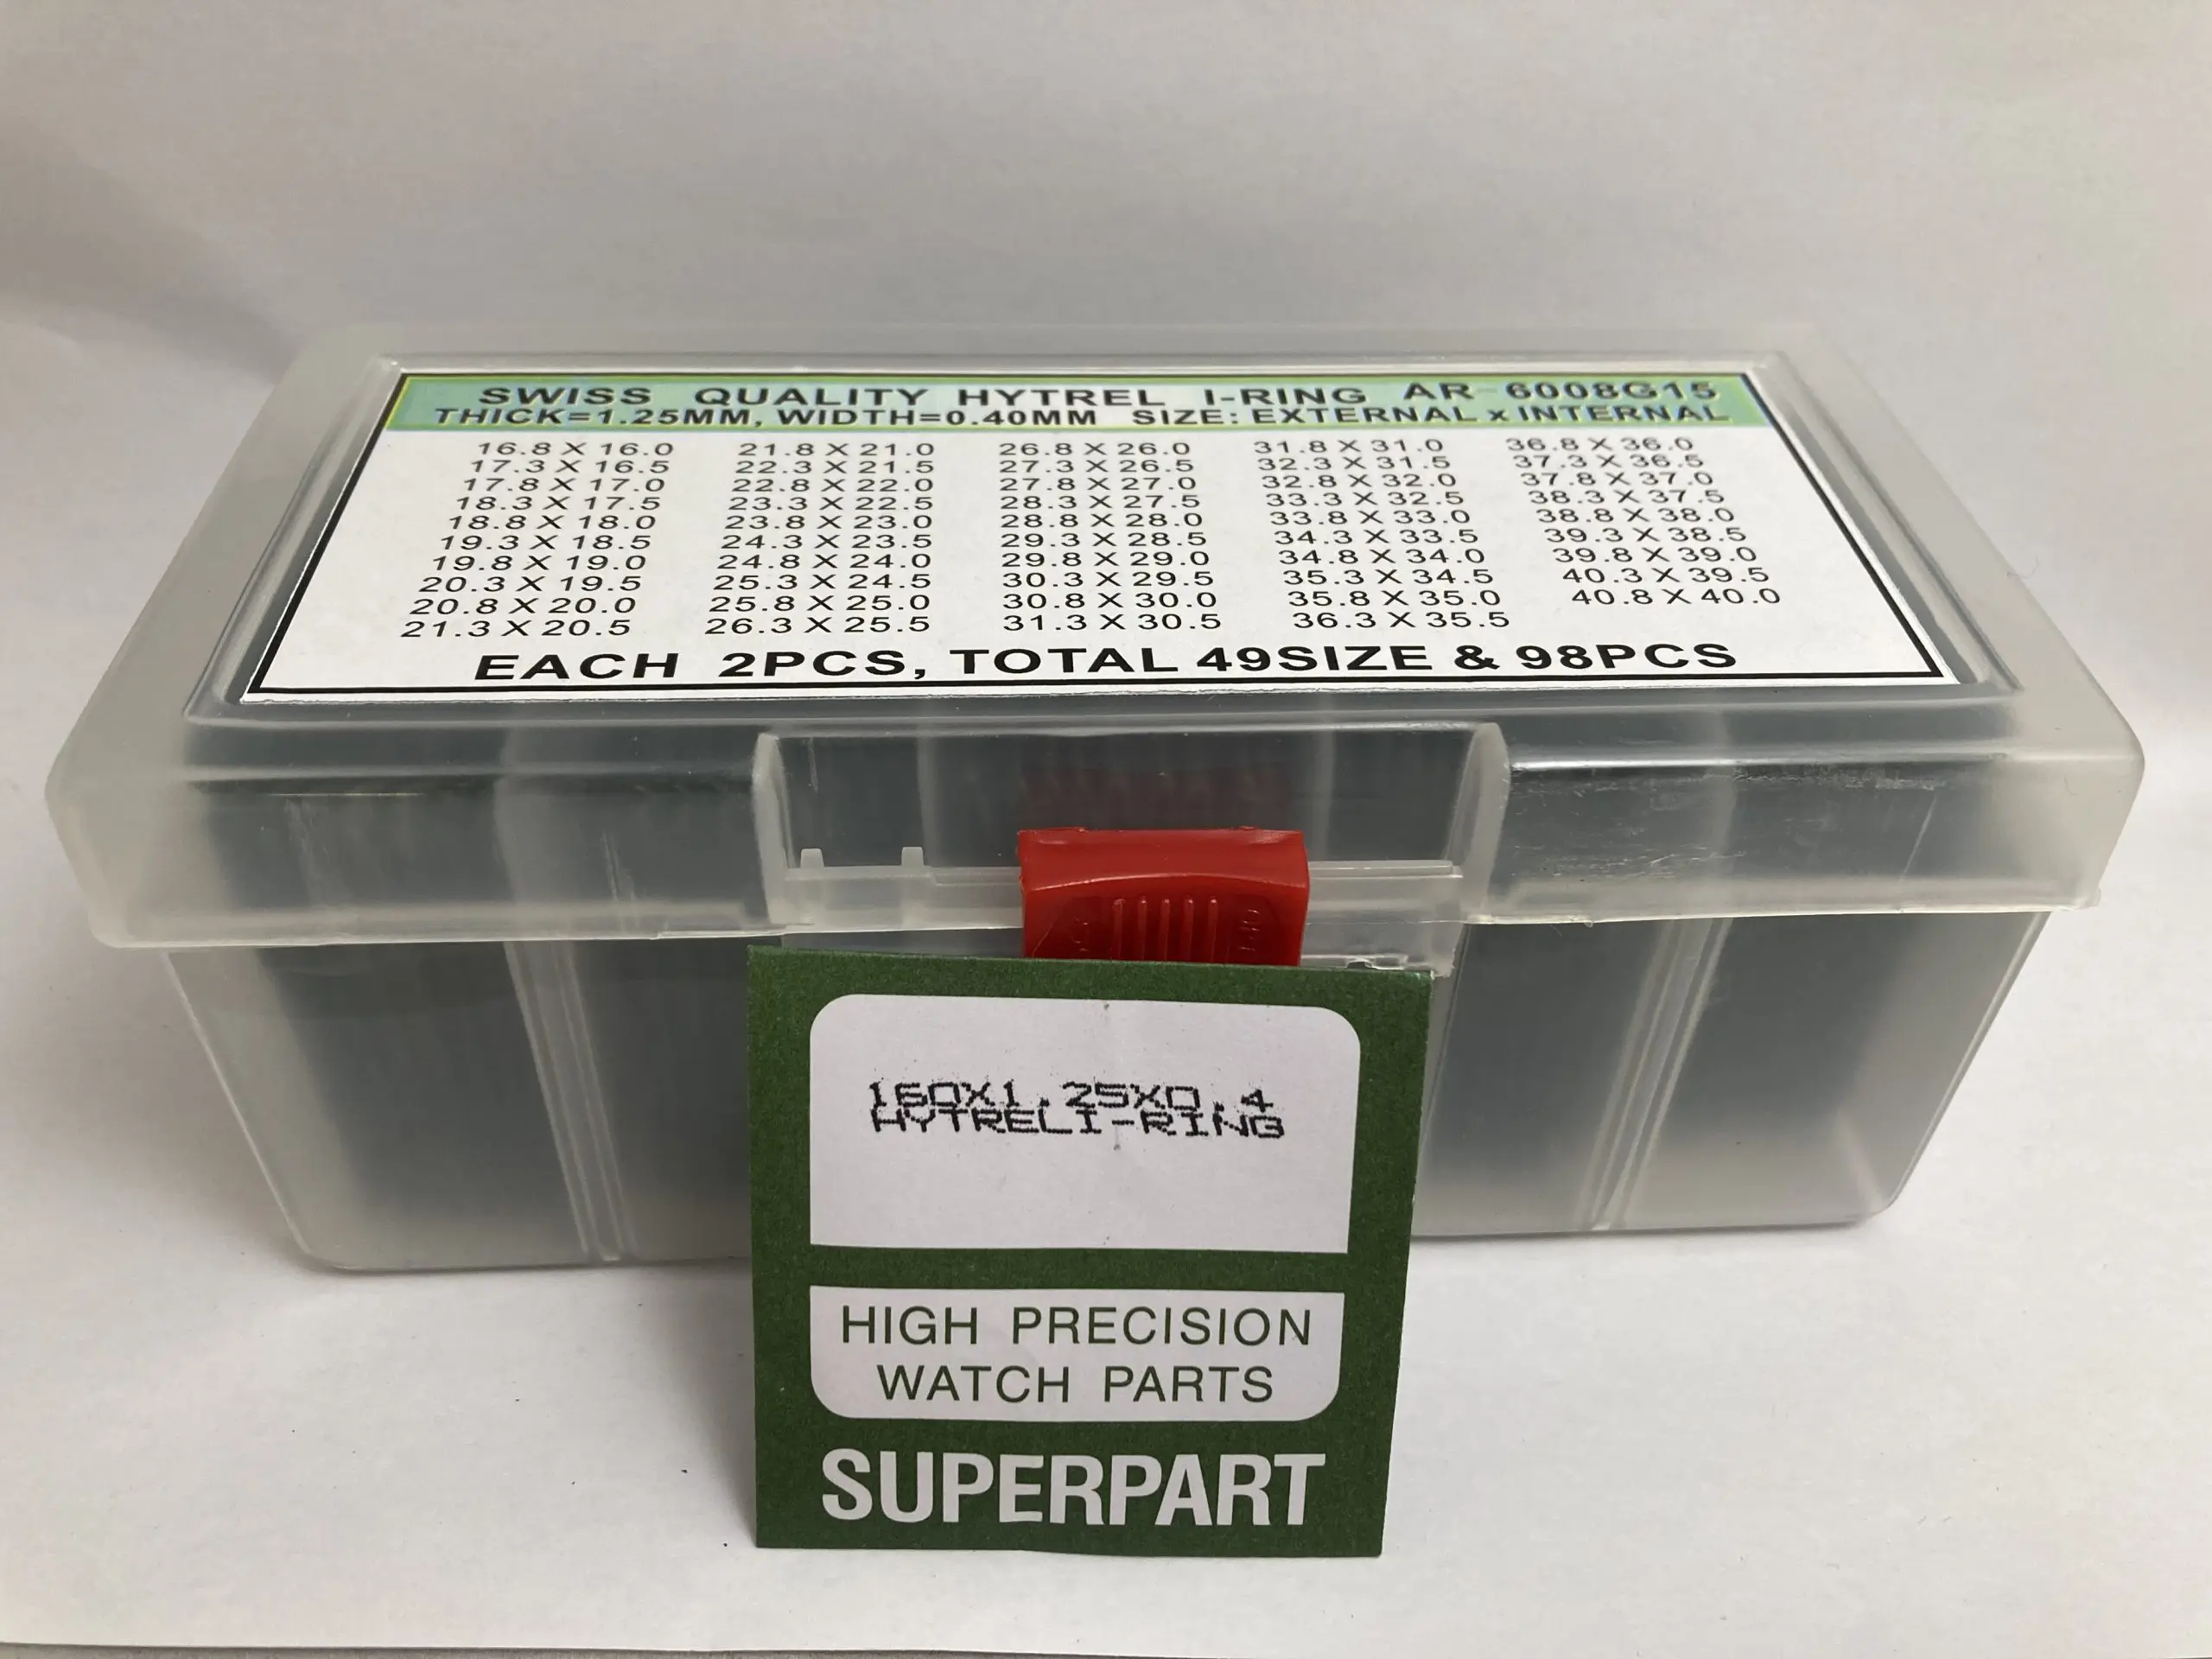 SWISS QUALITY HYTREL I-RING AR-6008G15
THICK=1.25MM, WIDTH=0.40MM SIZE: EXTERNAL x INTERNAL
16.8 X 16.0 21.8 X 21.0 26.8 X 26.0 31.8 X 31.0 36.8 X 36.0
17.3 X 16.5 22.3 X 21.5 27.3 X 26.5 32.3 X 31.5 37.3 X 36.5
17.8 X 17.0 22.8 X 22.0 27.8 X 27.0 32.8 X 32.0 37.8 X 37.0
18.3 X 17.5 23.3 X 22.5 28.3 X 27.5 33.3 X 32.5 38.3 X 37.5
18.8 X 18.0 23.8 X 23.0 28.8 X 28.0 33.8 X 33.0 38.8 X 38.0
19.3 X 18.5 24.3 X 23.5 29.3 X 28.5 34.3 X 33.5 39.3 X 38.5
19.8 X 19.0 24.8 X 24.0 29.8 X 29.0 34.8 X 34.0 39.8 X 39.0
20.3 X 19.5 25.3 X 24.5 30.3 X 29.5 35.3 X 34.5 40.3 X 39.5
20.8 X 20.0 25.8 X 25.0 30.8 X 30.0 35.8 X 35.0 40.8 X 40.0
21.3 X 20.5 26.3 X 25.5 31.3 X 30.5 36.3 X 35.5
EACH 2PCS, TOTAL 49SIZE & 98PCS
160X1.25X0.4
HYTRELI-RING
HIGH PRECISION
WATCH PARTS
SUPERPART